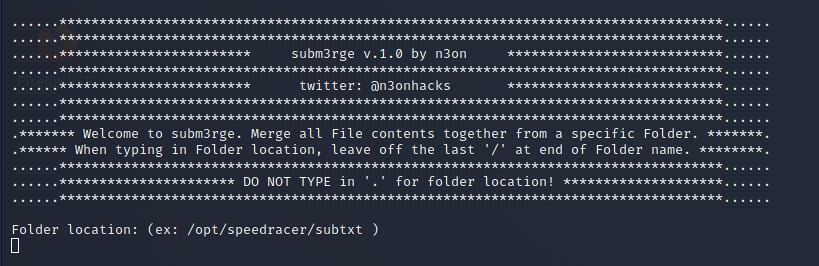 ......***********************************************************************************......
......***********************************************************************************......
......************************     subm3rge v.1.0 by n3on     ***************************......
......***********************************************************************************......
......************************      twitter: @n3onhacks       ***************************......
......***********************************************************************************......
......***********************************************************************************......
.******* Welcome to subm3rge. Merge all File contents together from a specific Folder. *******.
.****** When typing in Folder location, leave off the last '/' at end of Folder name. ********.
......***********************************************************************************......
......********************** DO NOT TYPE in '.' for folder location! ********************......
......***********************************************************************************......
Folder location: (ex: /opt/speedracer/subtxt )